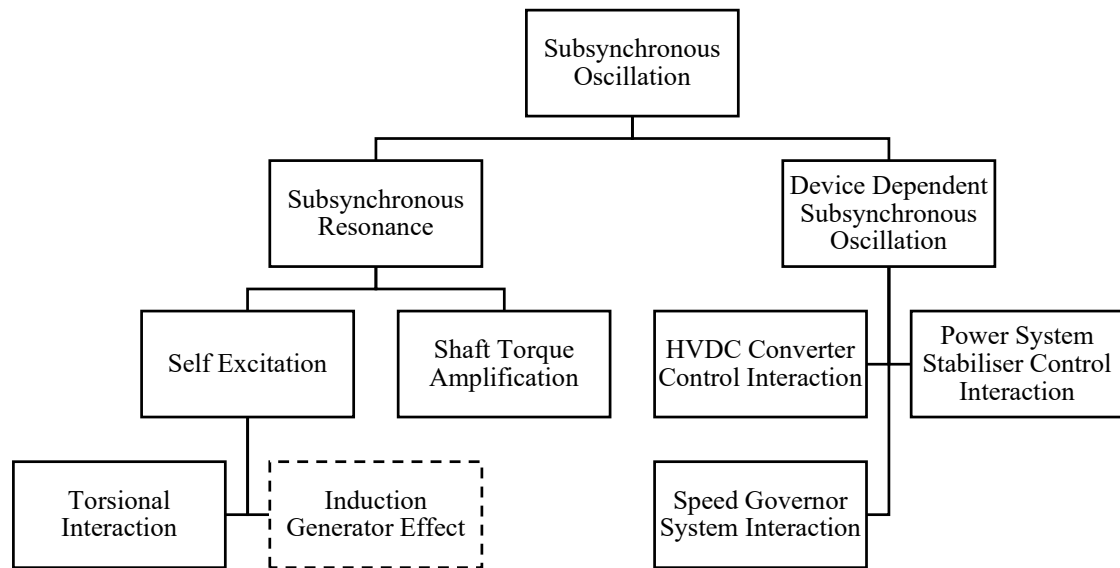 Subsynchronous
Oscillation
Subsynchronous
Resonance
Device Dependent
Subsynchronous
Oscillation
Self Excitation
Shaft Torque
Amplification
HVDC Converter
Control Interaction
Power System
Stabiliser Control
Interaction
Torsional
Interaction
Induction
Generator Effect
Speed Governor
System Interaction